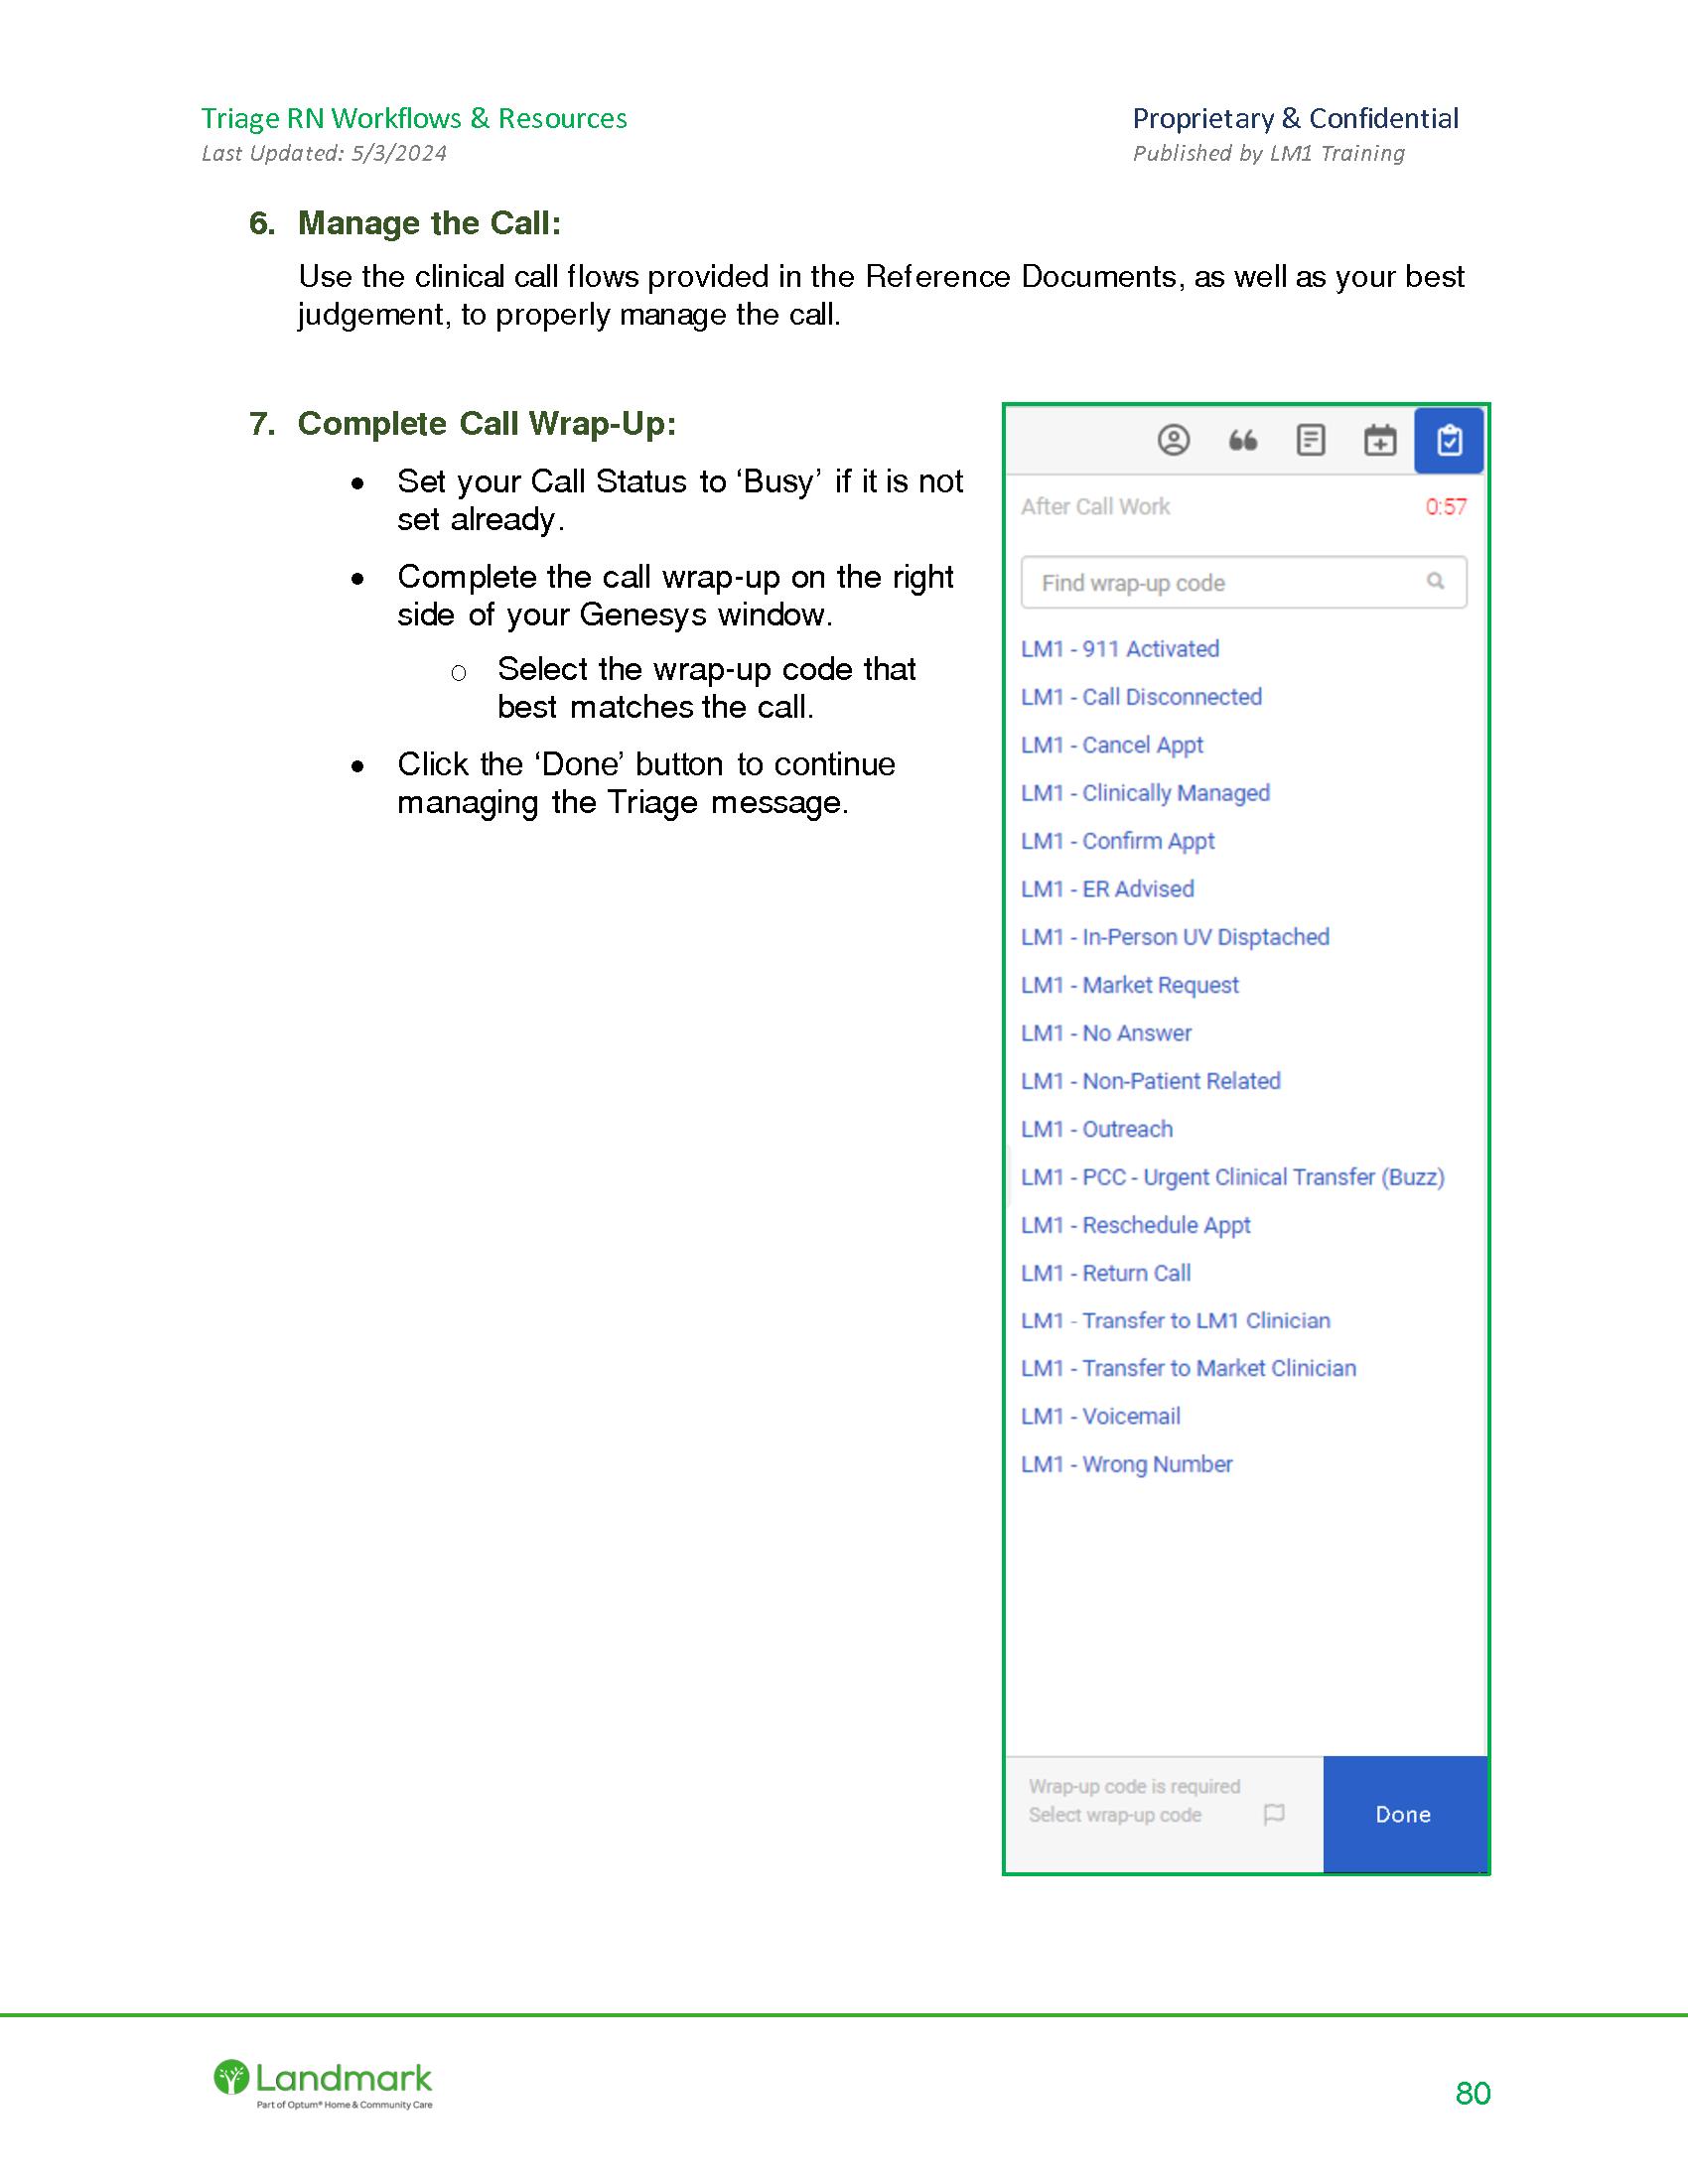 Triage RN Workflows & Resources
Proprietary & Confidential
Last Updated: 5/3/2024
Published by LM1 Training
6. Manage the Call:
Use the clinical call flows provided in the Reference Documents, as well as your best
judgement, to properly manage the call.
7. Complete Call Wrap-Up:
• Set your Call Status to ‘Busy’ if it is not
set already.
• Complete the call wrap-up on the right
side of your Genesys window.
o Select the wrap-up code that
best matches the call.
• Click the ‘Done’ button to continue
managing the Triage message.
After Call Work 0:57
Find wrap-up code
LM1 - 911 Activated
LM1 - Call Disconnected
LM1 - Cancel Appt
LM1 - Clinically Managed
LM1 - Confirm Appt
LM1 - ER Advised
LM1 - In-Person UV Disptached
LM1 - Market Request
LM1 - No Answer
LM1 - Non-Patient Related
LM1 - Outreach
LM1 - PCC - Urgent Clinical Transfer (Buzz)
LM1 - Reschedule Appt
LM1 - Return Call
LM1 - Transfer to LM1 Clinician
LM1 - Transfer to Market Clinician
LM1 - Voicemail
LM1 - Wrong Number
Wrap-up code is required
Select wrap-up code
Done
Landmark
Part of Optum® Home & Community Care
80